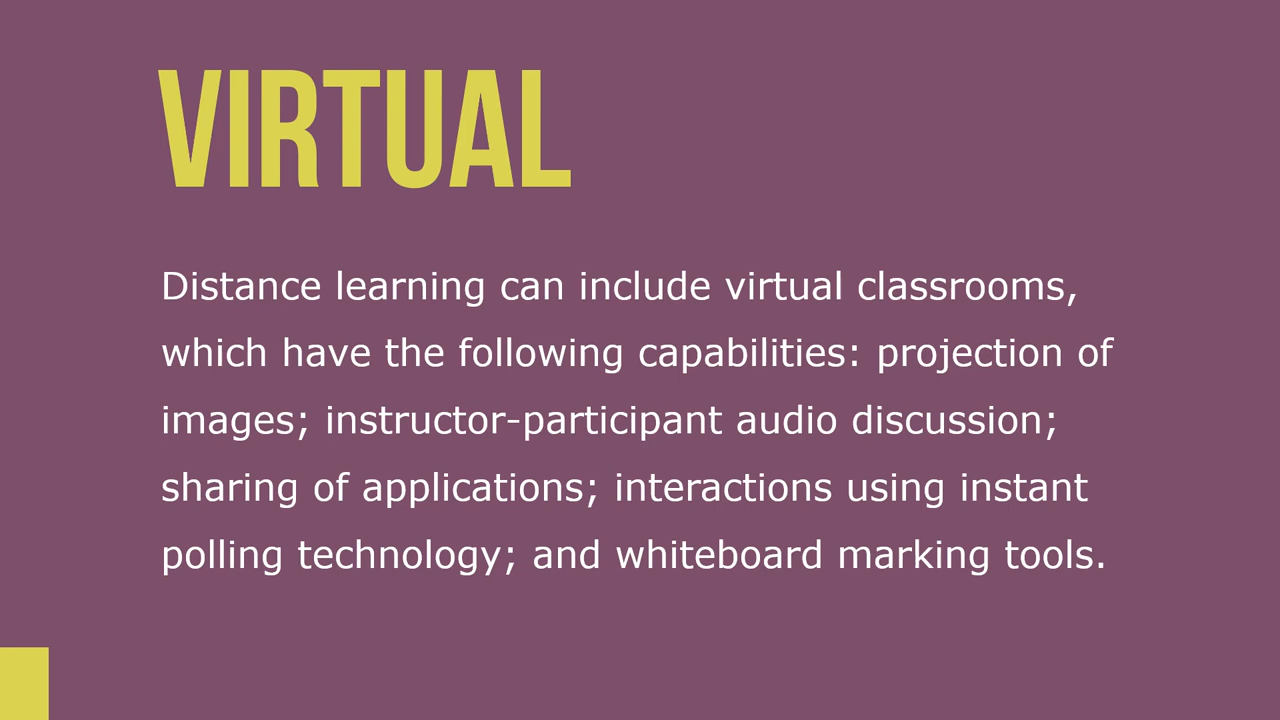 VIRTUAL
Distance learning can include virtual classrooms,
which have the following capabilities: projection of
images; instructor-participant audio discussion;
sharing of applications; interactions using instant
polling technology; and whiteboard marking tools.